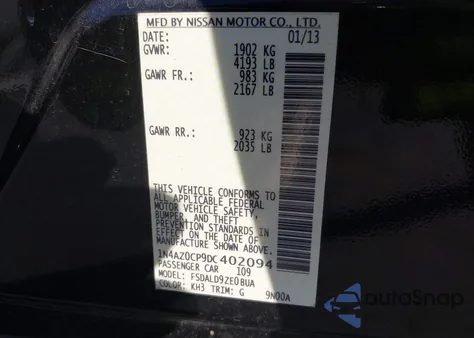 MFD BY NISSAN MOTOR CO., LTD.
DATE: 01/13
GVWR: 1902 KG
4193 LB
GAWR FR.: 983 KG
2167 LB
GAWR RR.: 923 KG
2035 LB
THIS VEHICLE CONFORMS TO
ALL APPLICABLE FEDERAL
MOTOR VEHICLE SAFETY,
BUMPER, AND THEFT
PREVENTION STANDARDS IN
EFFECT ON THE DATE OF
MANUFACTURE SHOWN ABOVE.
1N4AZ0CP9DC402094
PASSENGER CAR 109
MODEL: FSDALD9ZE0BUA
COLOR: KH3 TRIM: G 9N00A
AutoSnap